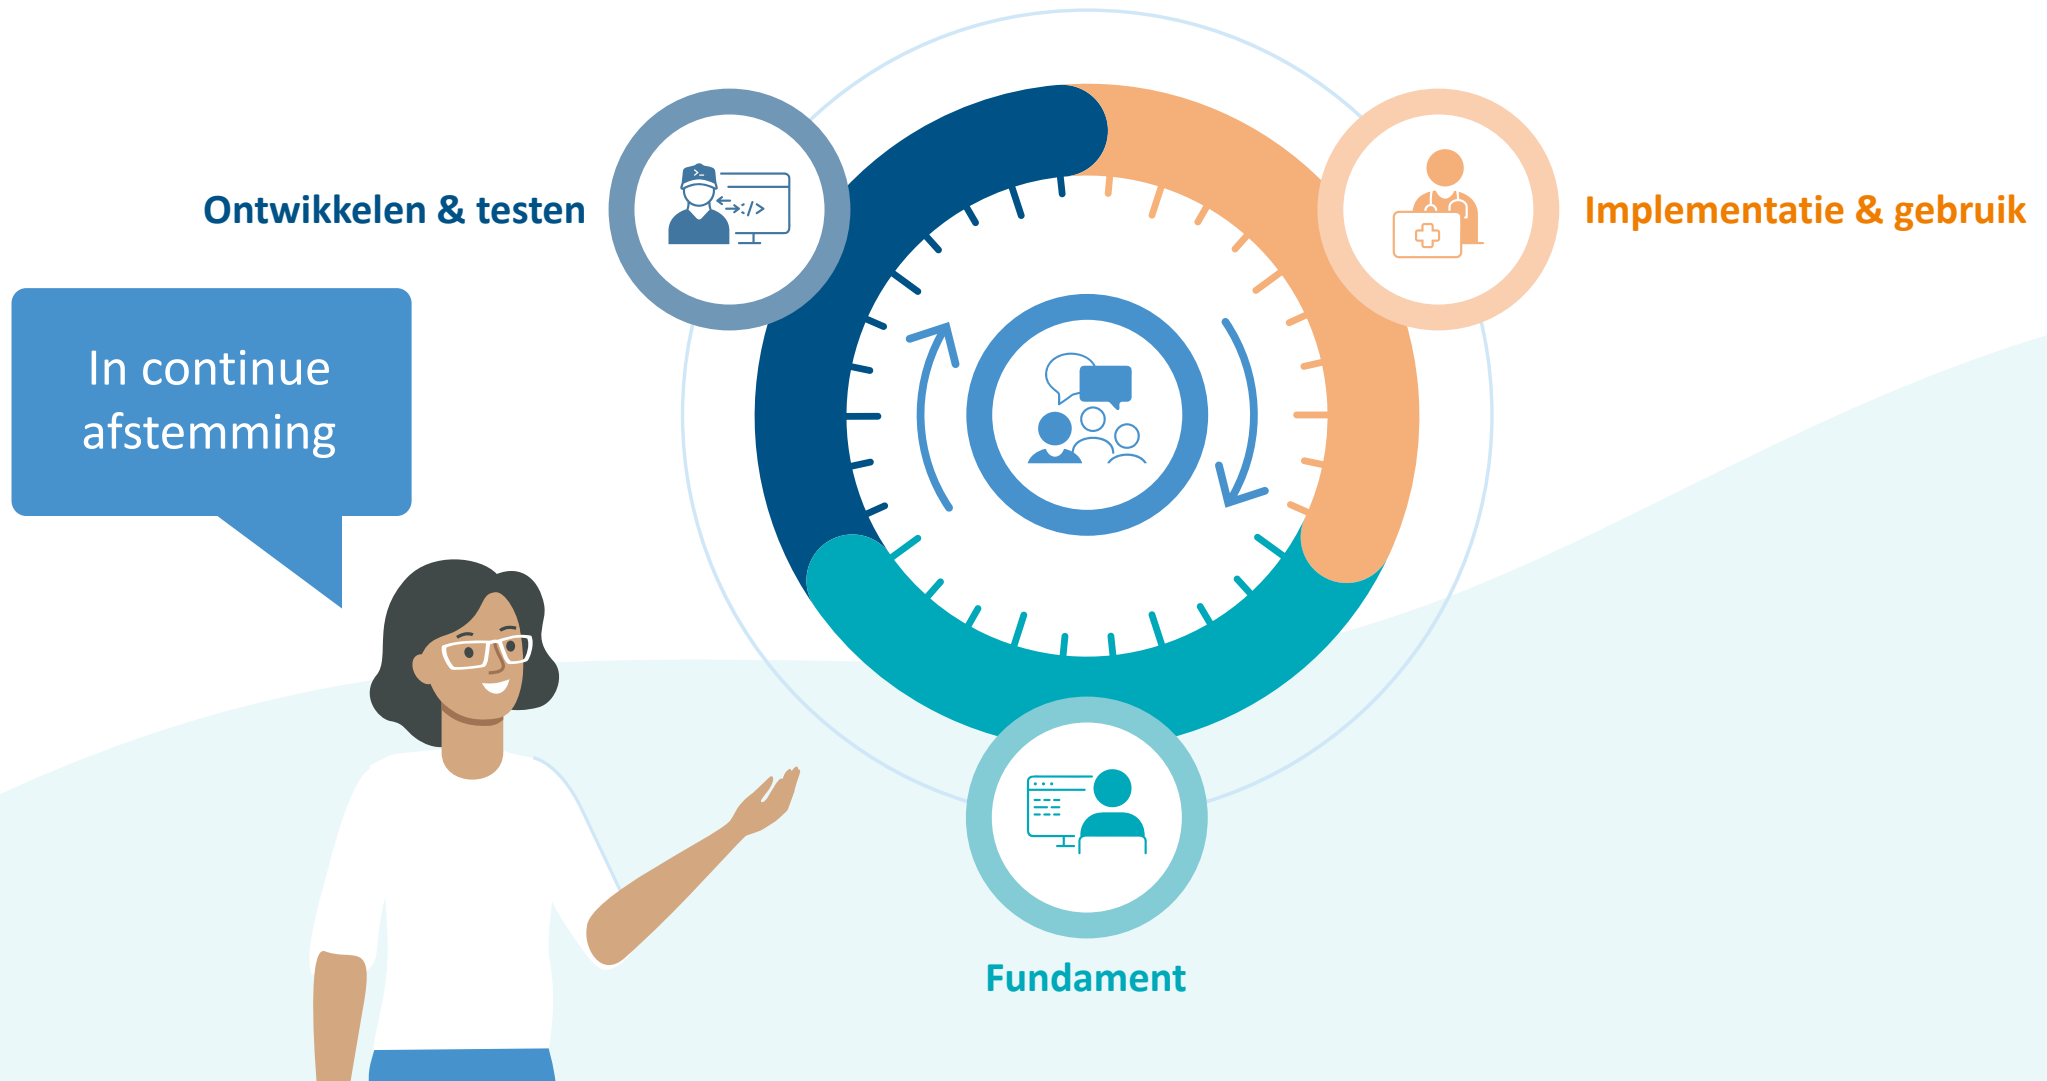 Ontwikkelen & testen
Implementatie & gebruik
In continue
afstemming
>_
:/>
Fundament